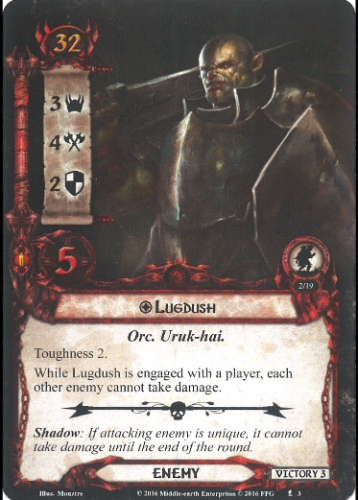 32
3
4
2
5
2/19
LUGDUSH
Orc. Uruk-hai.
Toughness 2.
While Lugdush is engaged with a player, each
other enemy cannot take damage.
Shadow: If attacking enemy is unique, it cannot
take damage until the end of the round.
ENEMY
VICTORY 3
Illus. Monztre
© 2016 Middle-earth Enterprises © 2016 FFG
3